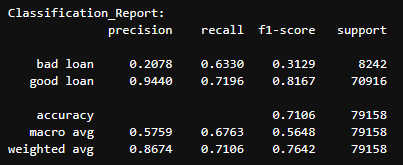 Classification_Report:
precision recall f1-score support
bad loan 0.2078 0.6330 0.3129 8242
good loan 0.9440 0.7196 0.8167 70916
accuracy 0.7106 79158
macro avg 0.5759 0.6763 0.5648 79158
weighted avg 0.8674 0.7106 0.7642 79158